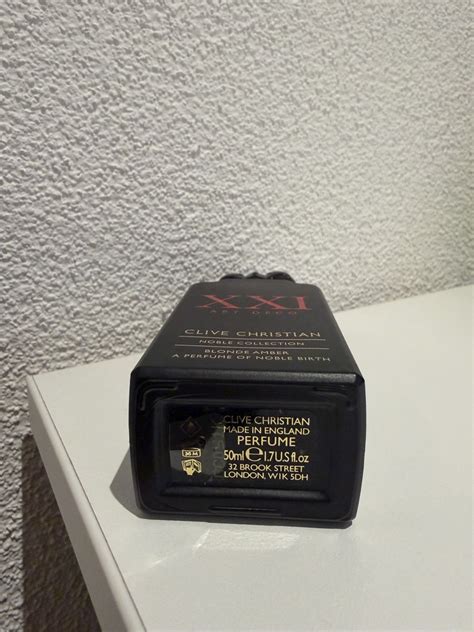 XXI
ART DECO
CLIVE CHRISTIAN
NOBLE COLLECTION
BLONDE AMBER
A PERFUME OF NOBLE BIRTH
CLIVE CHRISTIAN
MADE IN ENGLAND
PERFUME
50ml℮1.7U.S fl.oz
32 BROOK STREET
LONDON, W1K 5DH